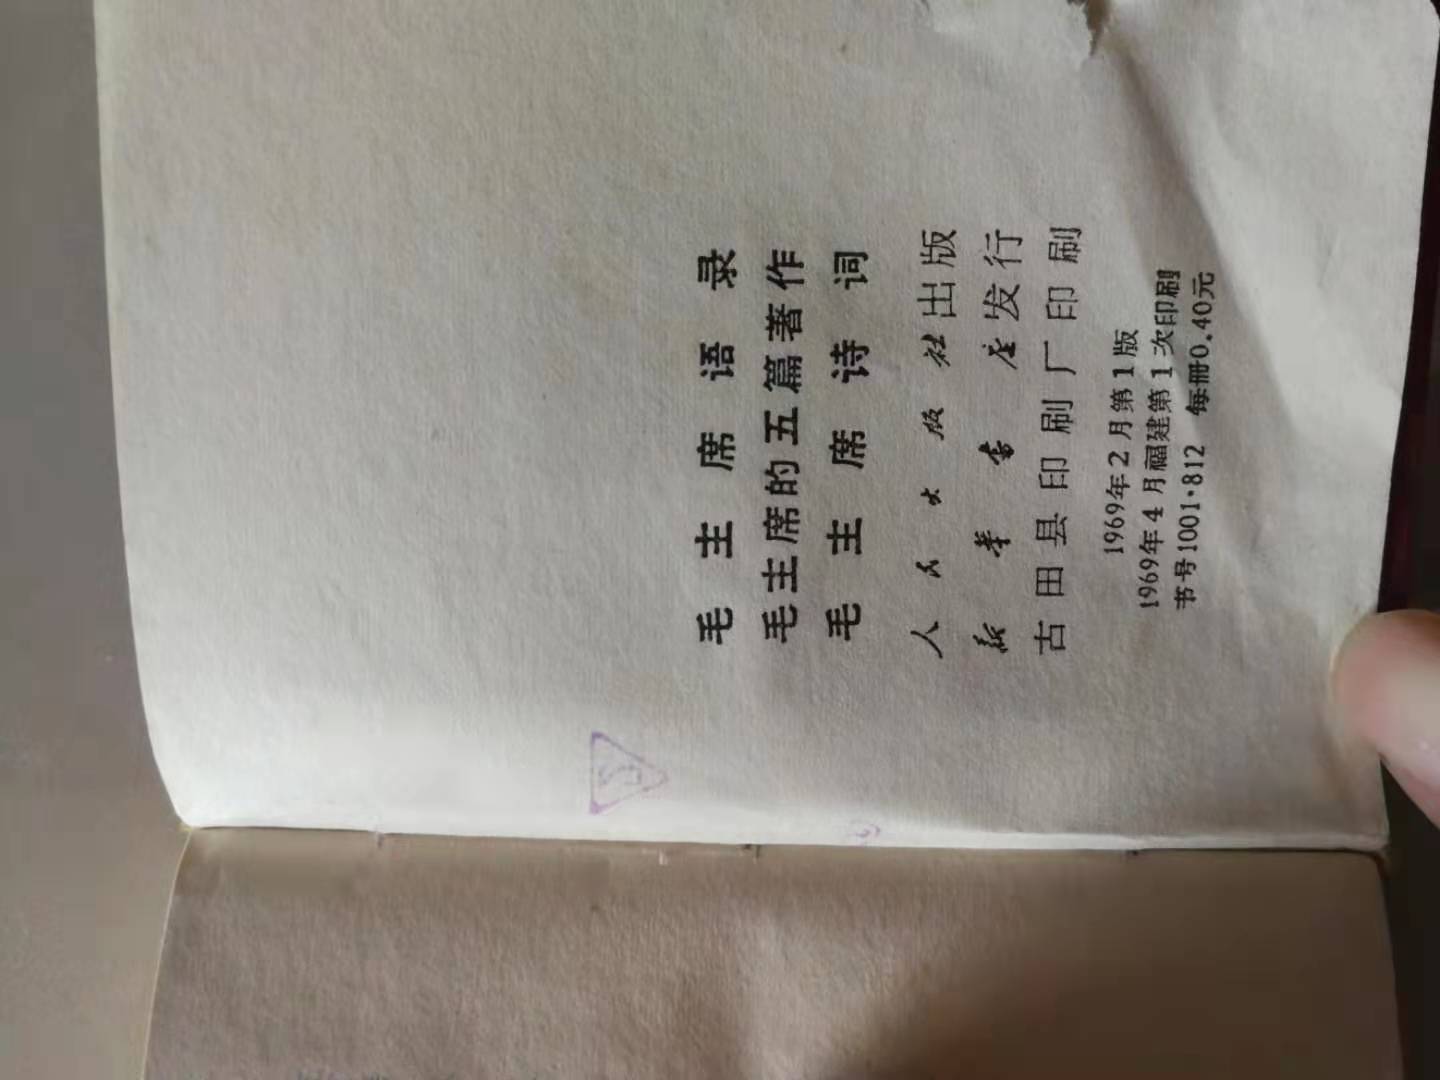 毛主席语录
毛主席的五篇著作
毛主席诗词
人民出版社出版
新华书店发行
古田县印刷厂印刷
1969年2月第1版
1969年4月福建第1次印刷
书号1001·812 每册0.40元